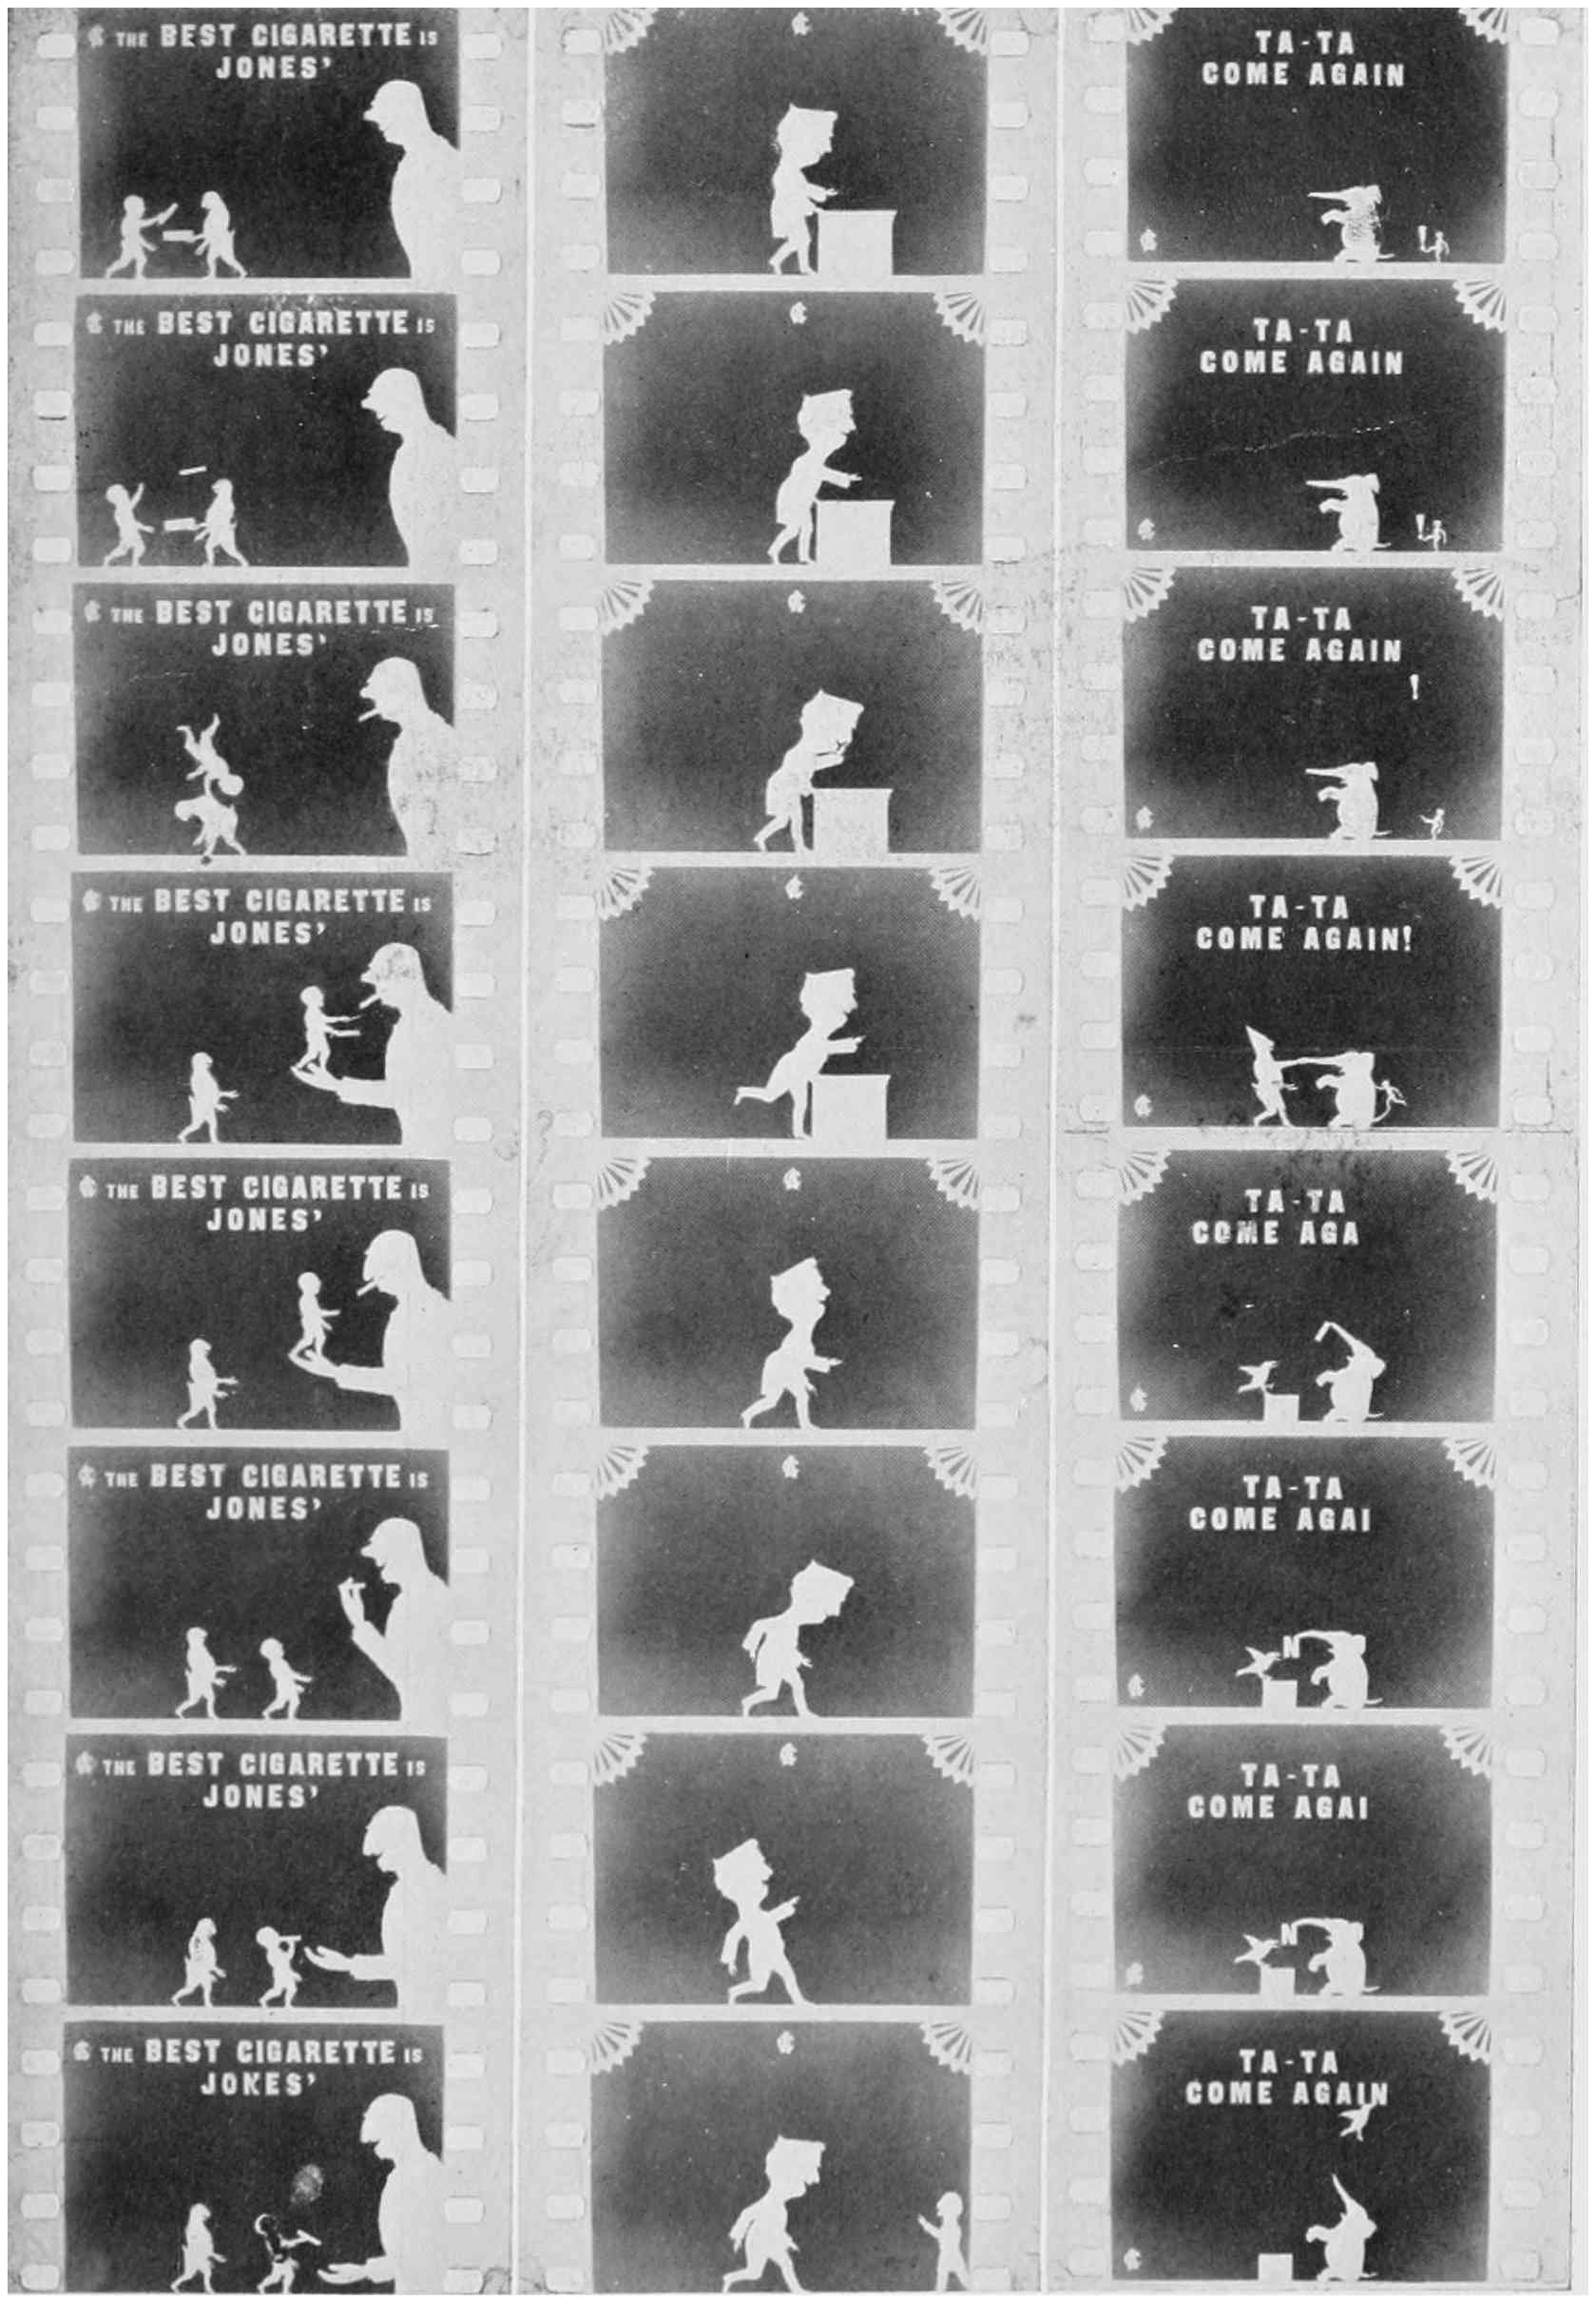 THE BEST CIGARETTE IS
JONES’
THE BEST CIGARETTE IS
JONES’
THE BEST CIGARETTE IS
JONES’
THE BEST CIGARETTE IS
JONES’
THE BEST CIGARETTE IS
JONES’
THE BEST CIGARETTE IS
JONES’
THE BEST CIGARETTE IS
JONES’
THE BEST CIGARETTE IS
JONES’
TA-TA
COME AGAIN
!
TA-TA
COME AGAIN
!
TA-TA
COME AGAIN
!
TA-TA
COME AGAIN!
TA-TA
COME AGA
TA-TA
COME AGAI
N
TA-TA
COME AGAI
N
TA-TA
COME AGAIN